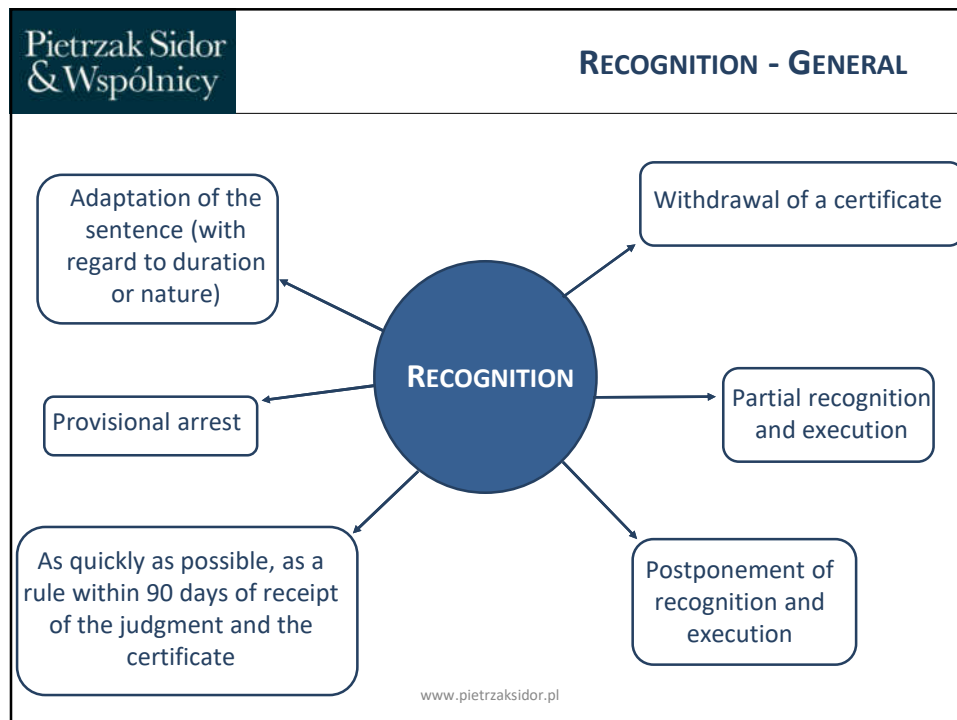 Pietrzak Sidor
& Wspólnicy
RECOGNITION - GENERAL
Adaptation of the
sentence (with
regard to duration
or nature)
Withdrawal of a certificate
RECOGNITION
Provisional arrest
Partial recognition
and execution
As quickly as possible, as a
rule within 90 days of receipt
of the judgment and the
certificate
Postponement of
recognition and
execution
www.pietrzaksidor.pl